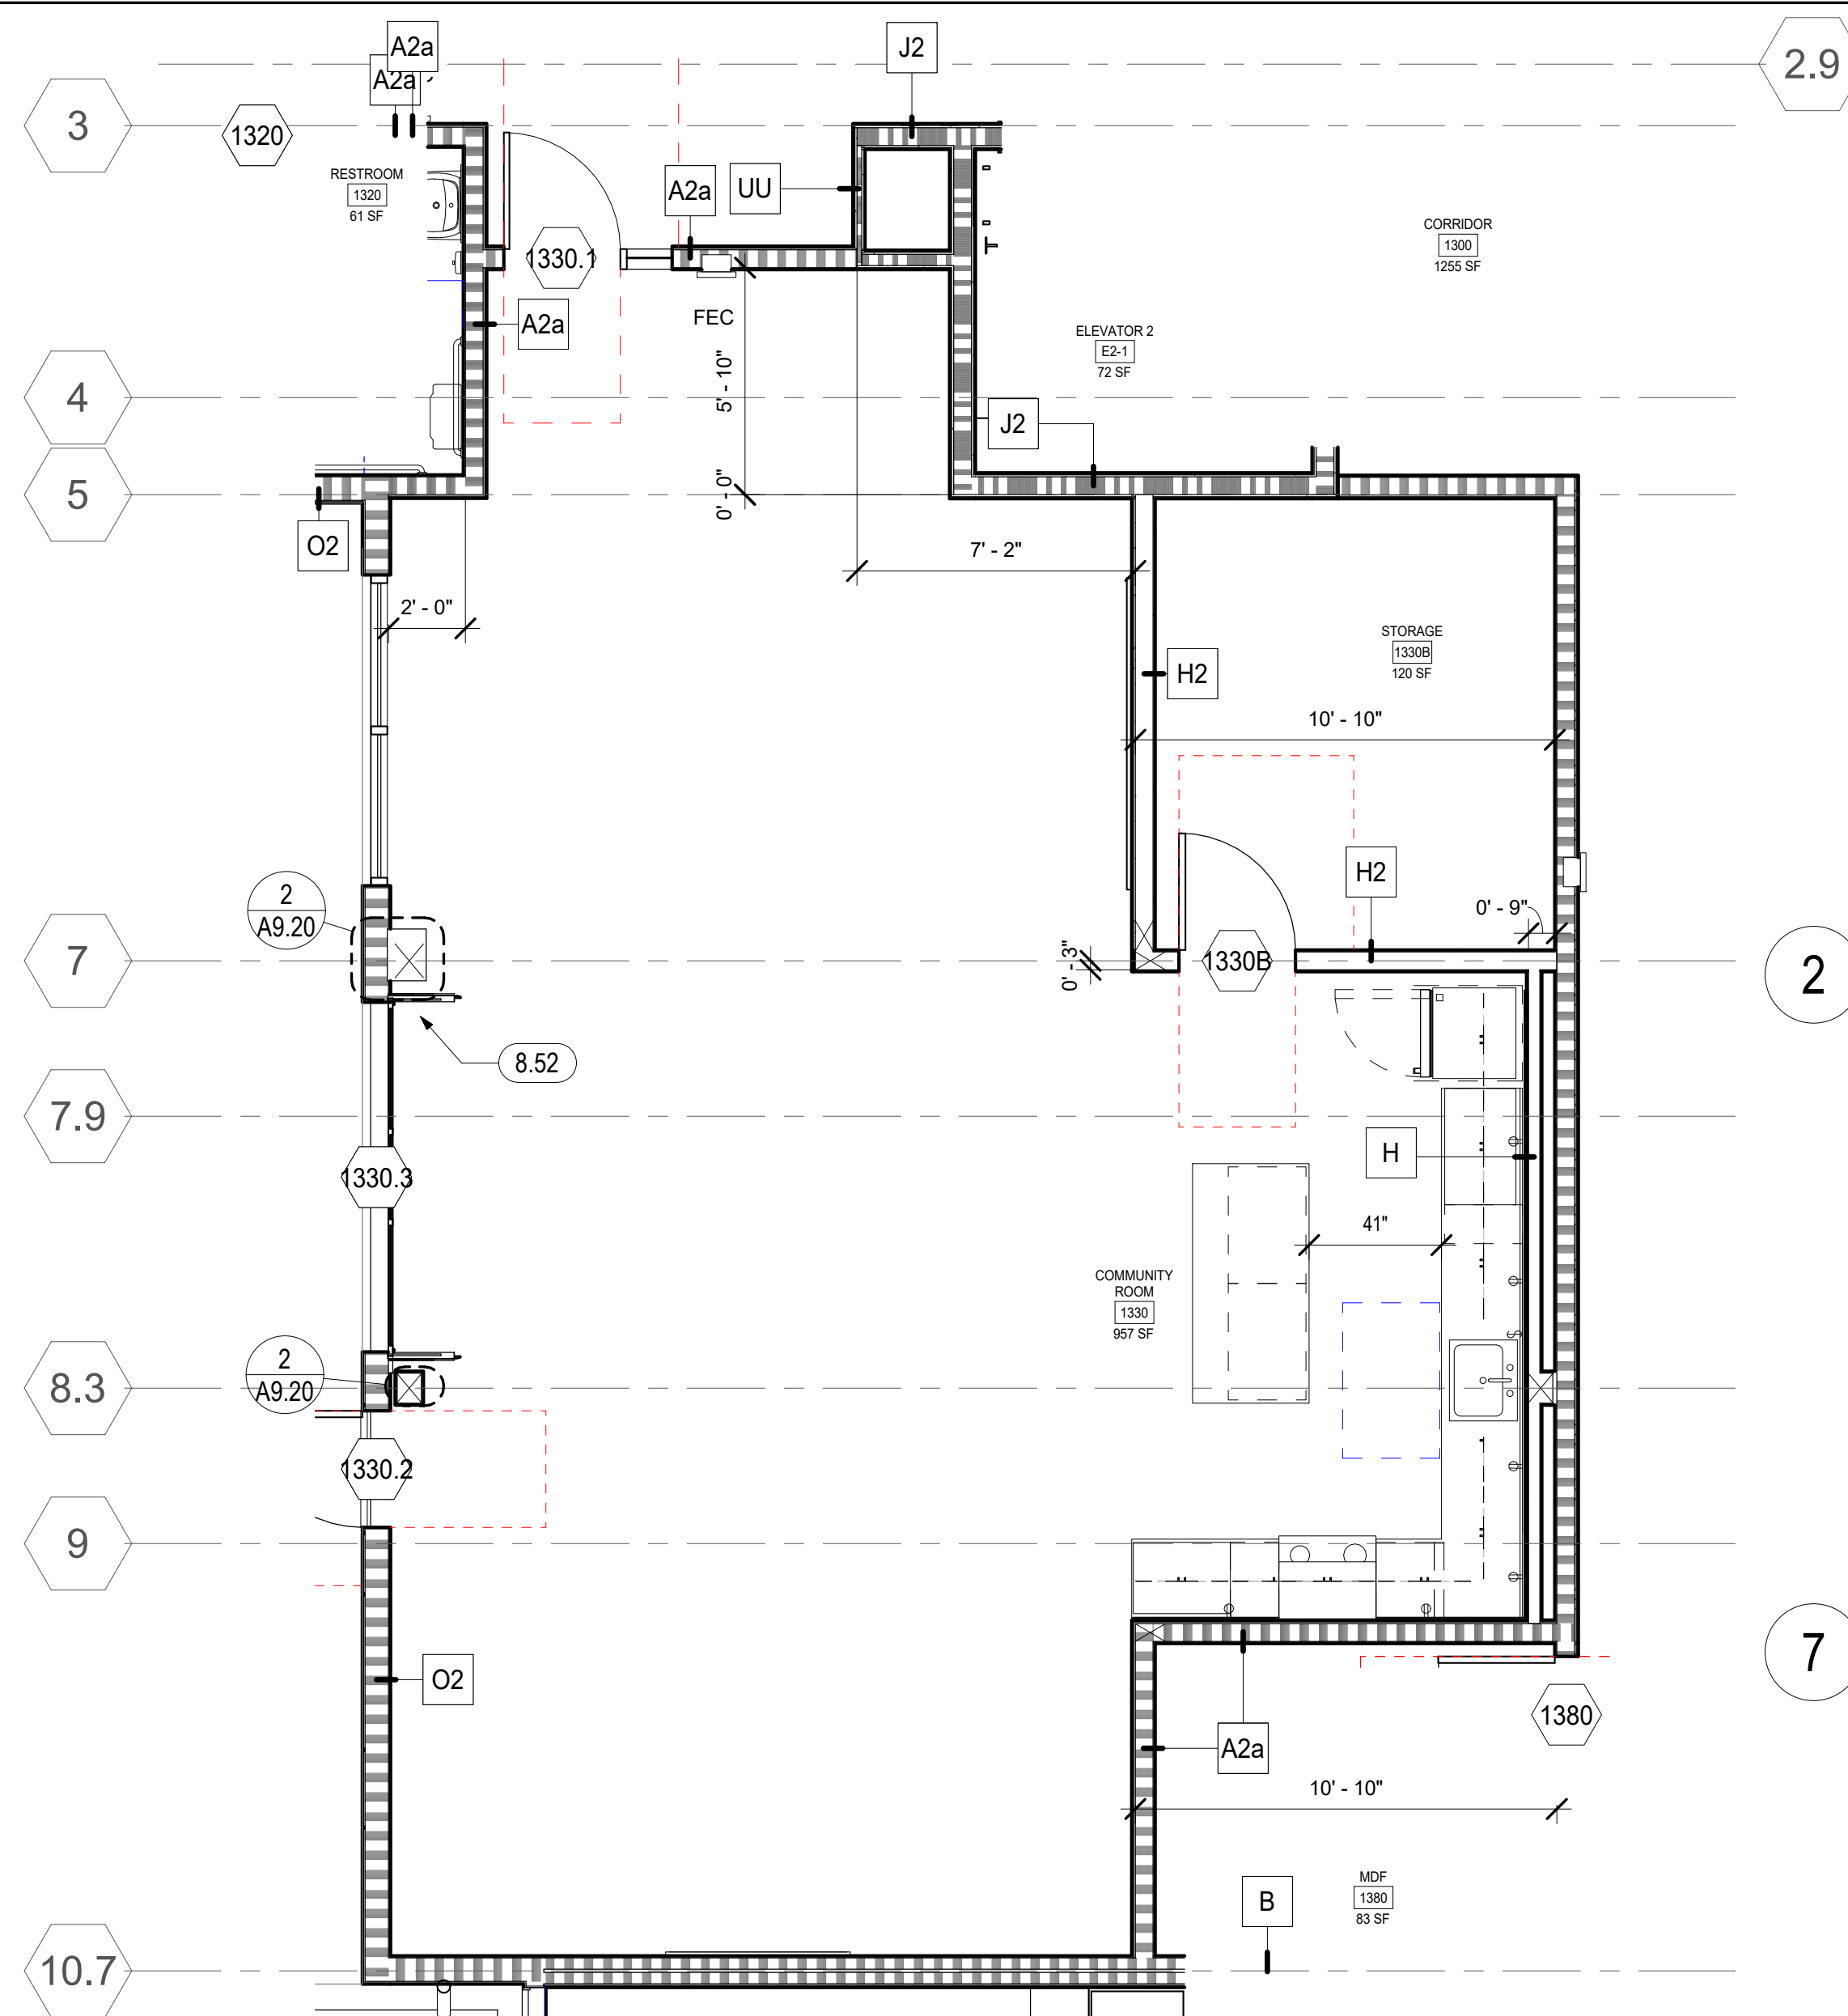 A2a
A2a
J2
2.9
3
1320
RESTROOM
1320
61 SF
A2a
UU
1330.1
CORRIDOR
1300
1255 SF
FEC
A2a
ELEVATOR 2
E2-1
72 SF
4
5' - 10"
J2
5
0' - 0"
O2
7' - 2"
2' - 0"
STORAGE
1330B
120 SF
H2
10' - 10"
H2
2
A9.20
0' - 9"
7
1330B
0' - 3"
2
8.52
7.9
H
1330.3
41"
COMMUNITY
ROOM
1330
957 SF
S
2
A9.20
8.3
1330.2
9
7
O2
1380
A2a
10' - 10"
MDF
1380
83 SF
B
10.7